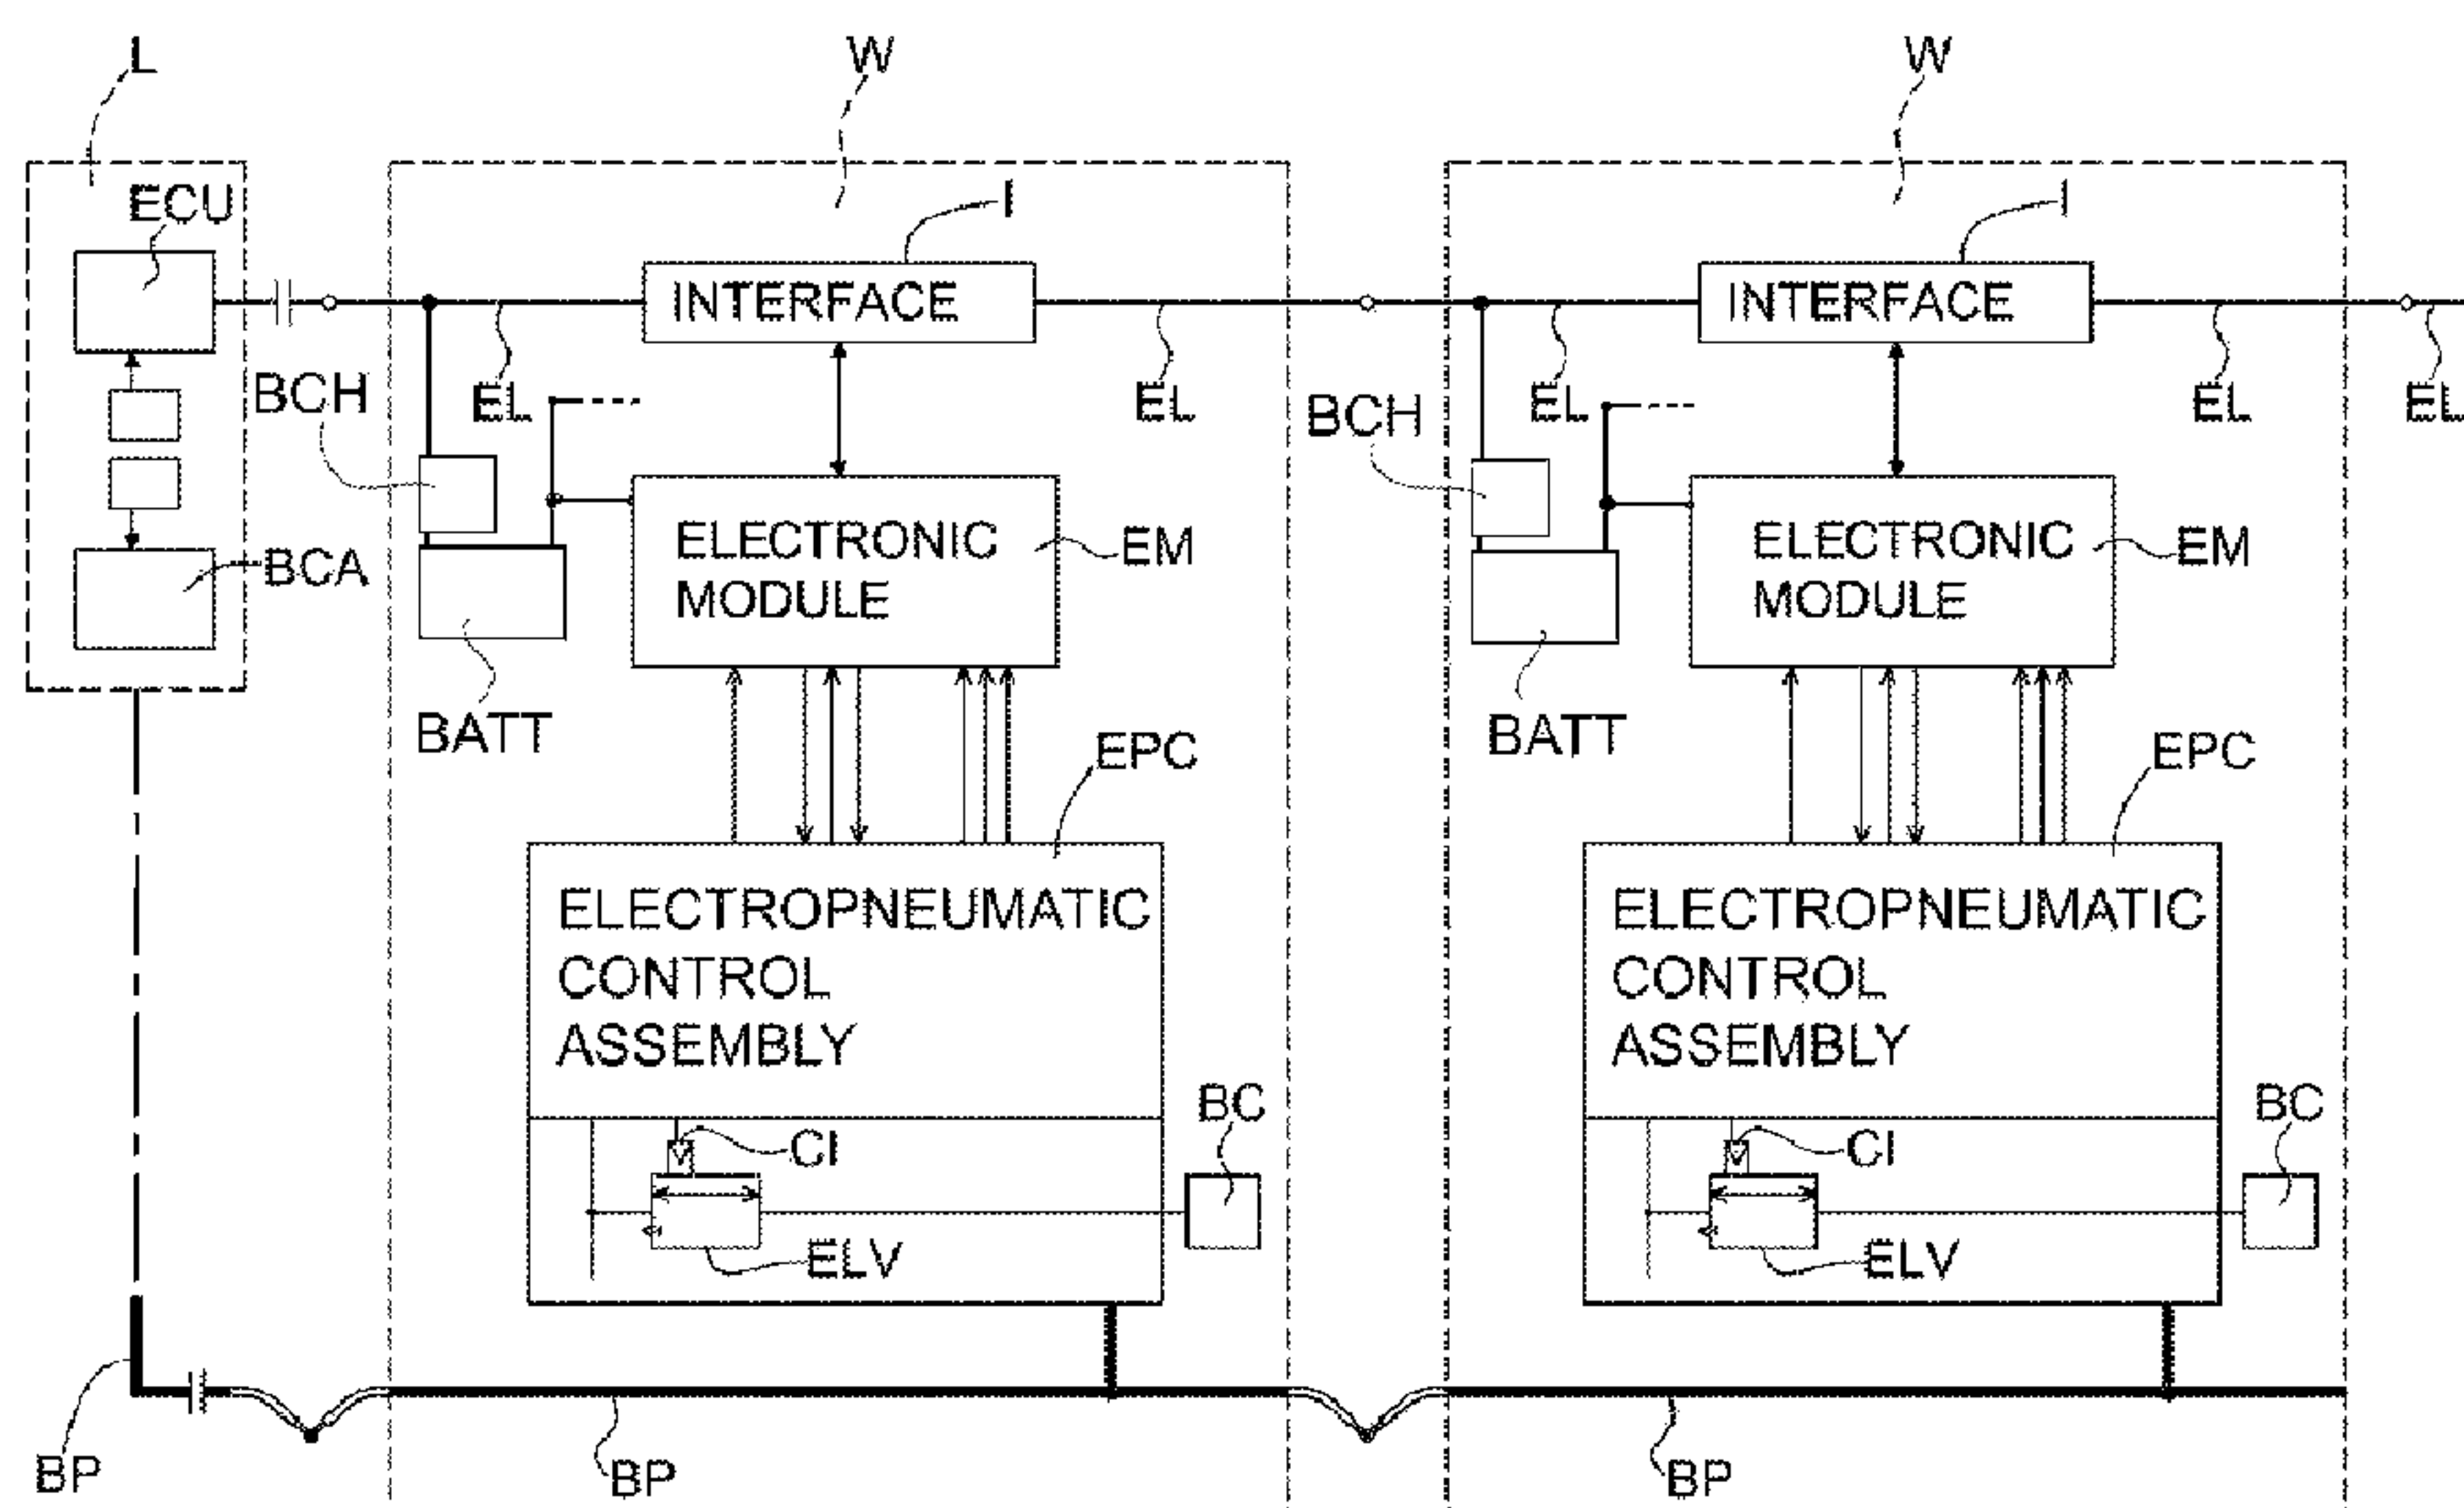 L
W
W
ECU
I
I
INTERFACE
INTERFACE
BCH
EL
EL
BCH
EL
EL
EL
ELECTRONIC
MODULE
EM
ELECTRONIC
MODULE
EM
BCA
BATT
BATT
EPC
EPC
ELECTROPNEUMATIC
CONTROL
ASSEMBLY
ELECTROPNEUMATIC
CONTROL
ASSEMBLY
BC
BC
CI
CI
ELV
ELV
BP
BP
BP